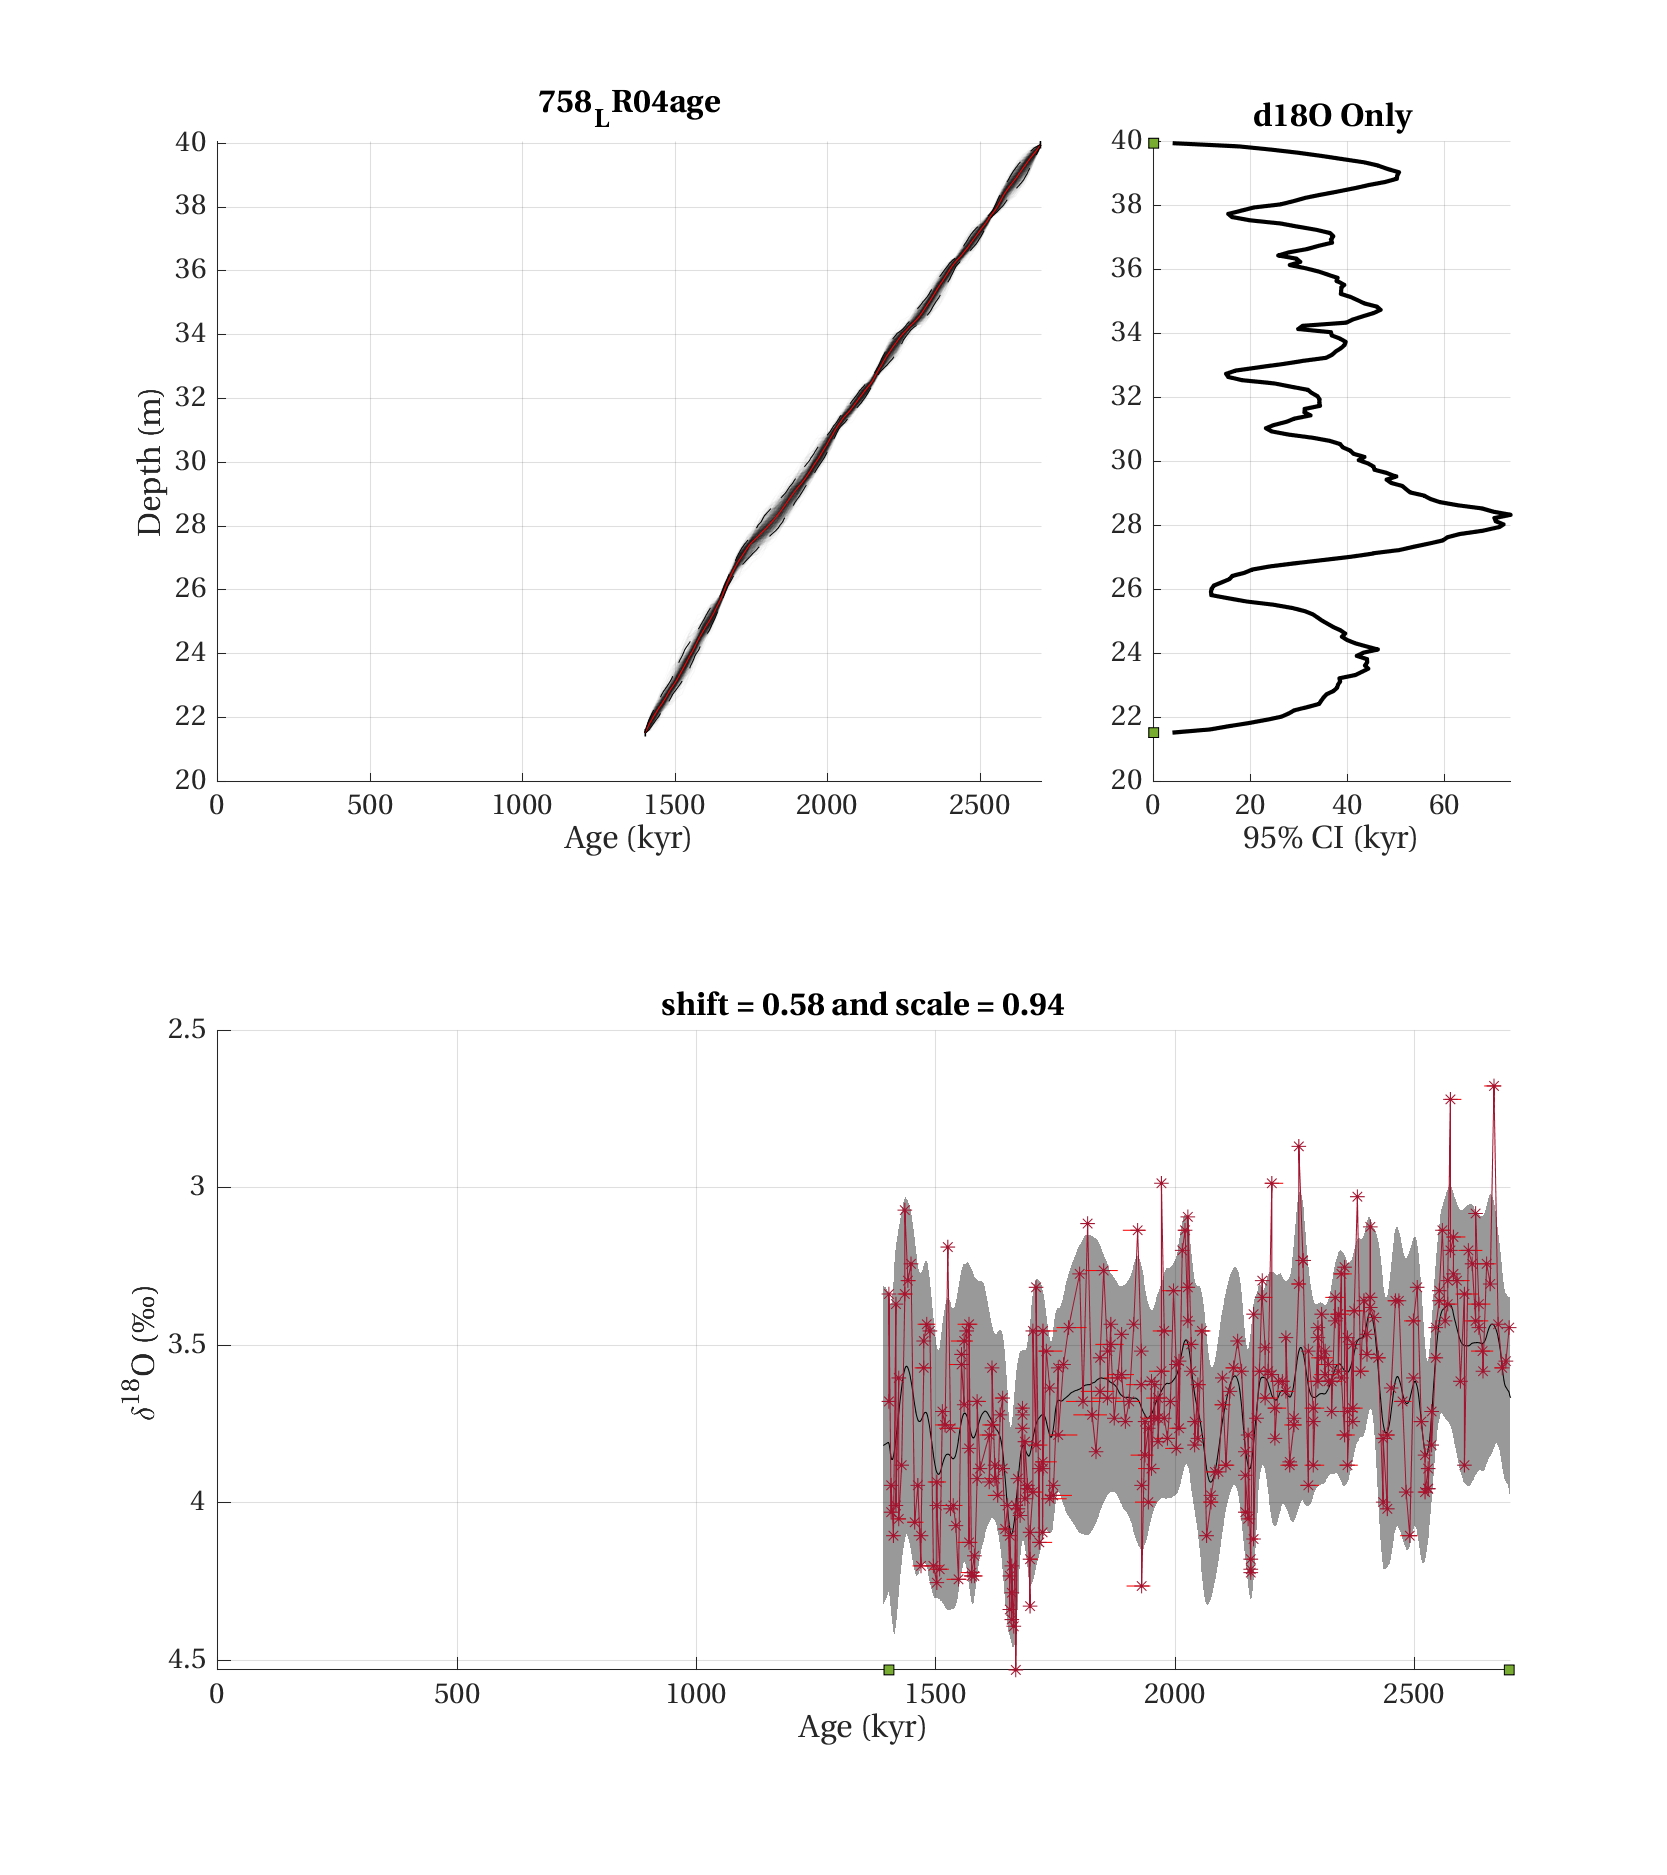 758LR04age
40
38
36
34
32
30
28
26
24
22
20
Depth (m)
0 500 1000 1500 2000 2500
Age (kyr)
d18O Only
40
38
36
34
32
30
28
26
24
22
20
0 20 40 60
95% CI (kyr)
shift = 0.58 and scale = 0.94
2.5
3
3.5
4
4.5
δ18O (‰)
0 500 1000 1500 2000 2500
Age (kyr)